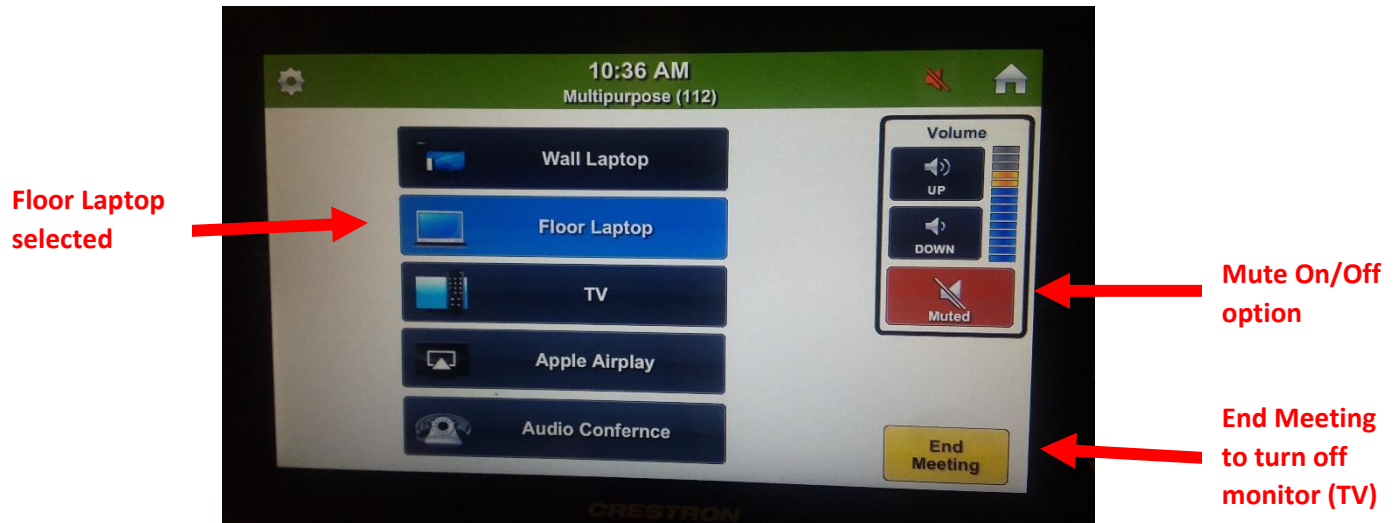 10:36 AM
Multipurpose (112)
Wall Laptop
Floor Laptop
TV
Apple Airplay
Audio Confernce
Volume
UP
DOWN
Muted
End
Meeting
CRESTRON
Floor Laptop
selected
Mute On/Off
option
End Meeting
to turn off
monitor (TV)